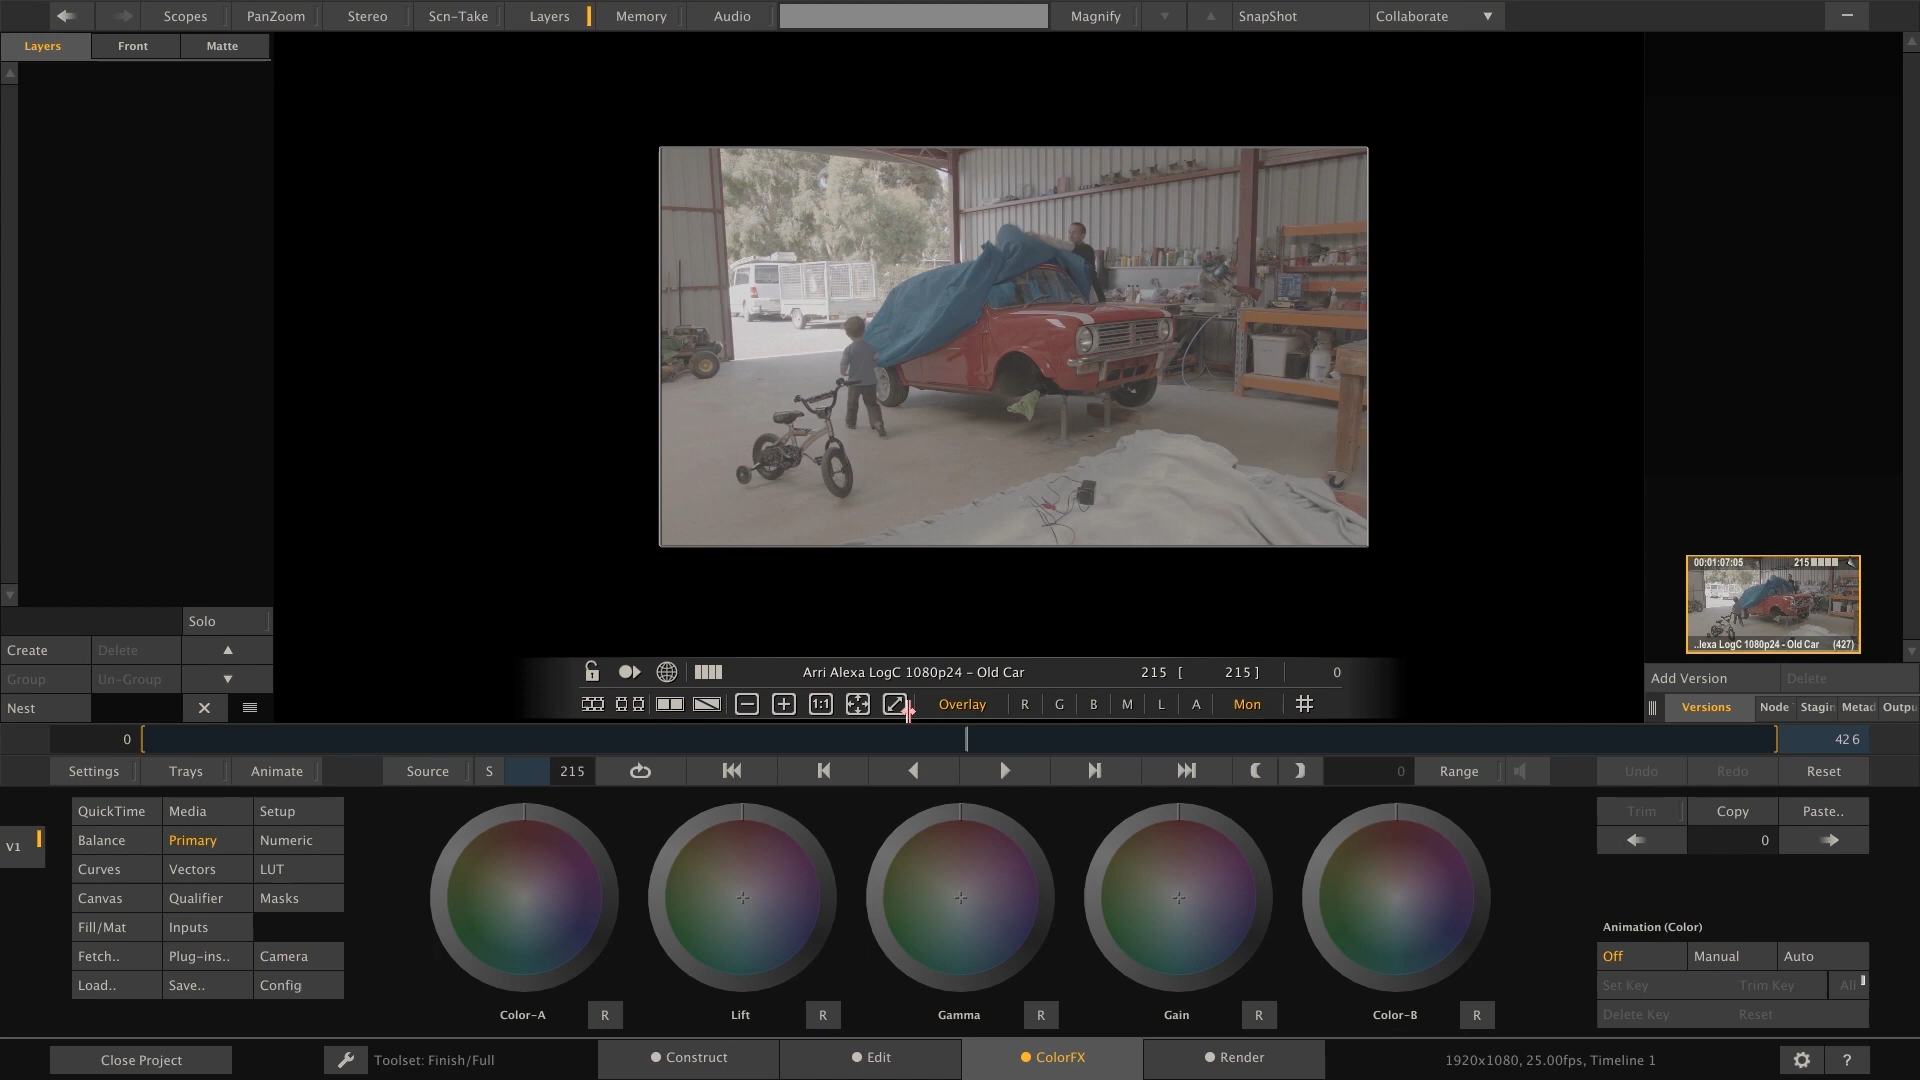 Scopes PanZoom Stereo Scn-Take Layers Memory Audio Magnify SnapShot Collaborate
Layers Front Matte
00:01:07:05 215
..lexa LogC 1080p24 - Old Car (427)
Solo
Create Delete
Group Un-Group
Nest
Arri Alexa LogC 1080p24 - Old Car 215 [ 215 ] 0
1:1 Overlay R G B M L A Mon
Add Version Delete
Versions Node Stagin Metad Outpu
0 426
Settings Trays Animate Source S 215 0 Range Undo Redo Reset
QuickTime Media Setup
Balance Primary Numeric
Curves Vectors LUT
Canvas Qualifier Masks
Fill/Mat Inputs
Fetch.. Plug-ins.. Camera
Load.. Save.. Config
V1
Color-A R Lift R Gamma R Gain R Color-B R
Trim Copy Paste..
0
Animation (Color)
Off Manual Auto
Set Key Trim Key All
Delete Key Reset
Close Project Toolset: Finish/Full Construct Edit ColorFX Render 1920x1080, 25.00fps, Timeline 1 ?